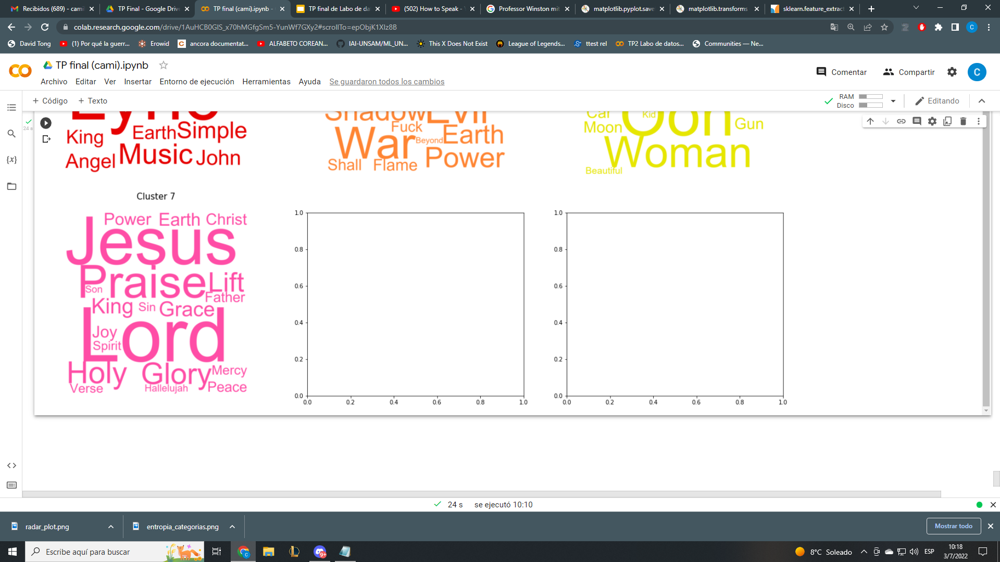 Recibidos (689) - cami
TP Final - Google Drive
TP final (cami).ipynb -
TP final de Labo de da
(502) How to Speak -
Professor Winston mit
matplotlib.pyplot.save
matplotlib.transforms
sklearn.feature_extract
colab.research.google.com/drive/1AuHCB0GlS_x70hMGfgSm5-YunWf7GXy2#scrollTo=epObjK1XIz8B
David Tong
(1) Por qué la guerr...
Erowid
ancora documentat...
ALFABETO COREAN...
IAI-UNSAM/ML_UN...
This X Does Not Exist
League of Legends...
ttest rel
TP2 Labo de datos...
Communities — Ne...
TP final (cami).ipynb
Comentar
Compartir
C
Archivo Editar Ver Insertar Entorno de ejecución Herramientas Ayuda Se guardaron todos los cambios
+ Código + Texto
RAM
Disco
Editando
24 s
King
Earth
Simple
Angel
Music
John
Shadow
Evil
Fuck
War
Beyond
Earth
Power
Shall
Flame
Car
Kid
Moon
Gun
Woman
Beautiful
Cluster 7
Power
Earth
Christ
Jesus
Praise
Lift
Son
Father
King
Sin
Grace
Lord
Joy
Spirit
Holy
Glory
Mercy
Verse
Hallelujah
Peace
1.0
0.8
0.6
0.4
0.2
0.0
0.0 0.2 0.4 0.6 0.8 1.0
1.0
0.8
0.6
0.4
0.2
0.0
0.0 0.2 0.4 0.6 0.8 1.0
24 s se ejecutó 10:10
radar_plot.png
entropia_categorias.png
Mostrar todo
Escribe aquí para buscar
9+
8°C Soleado
ESP
10:18
3/7/2022